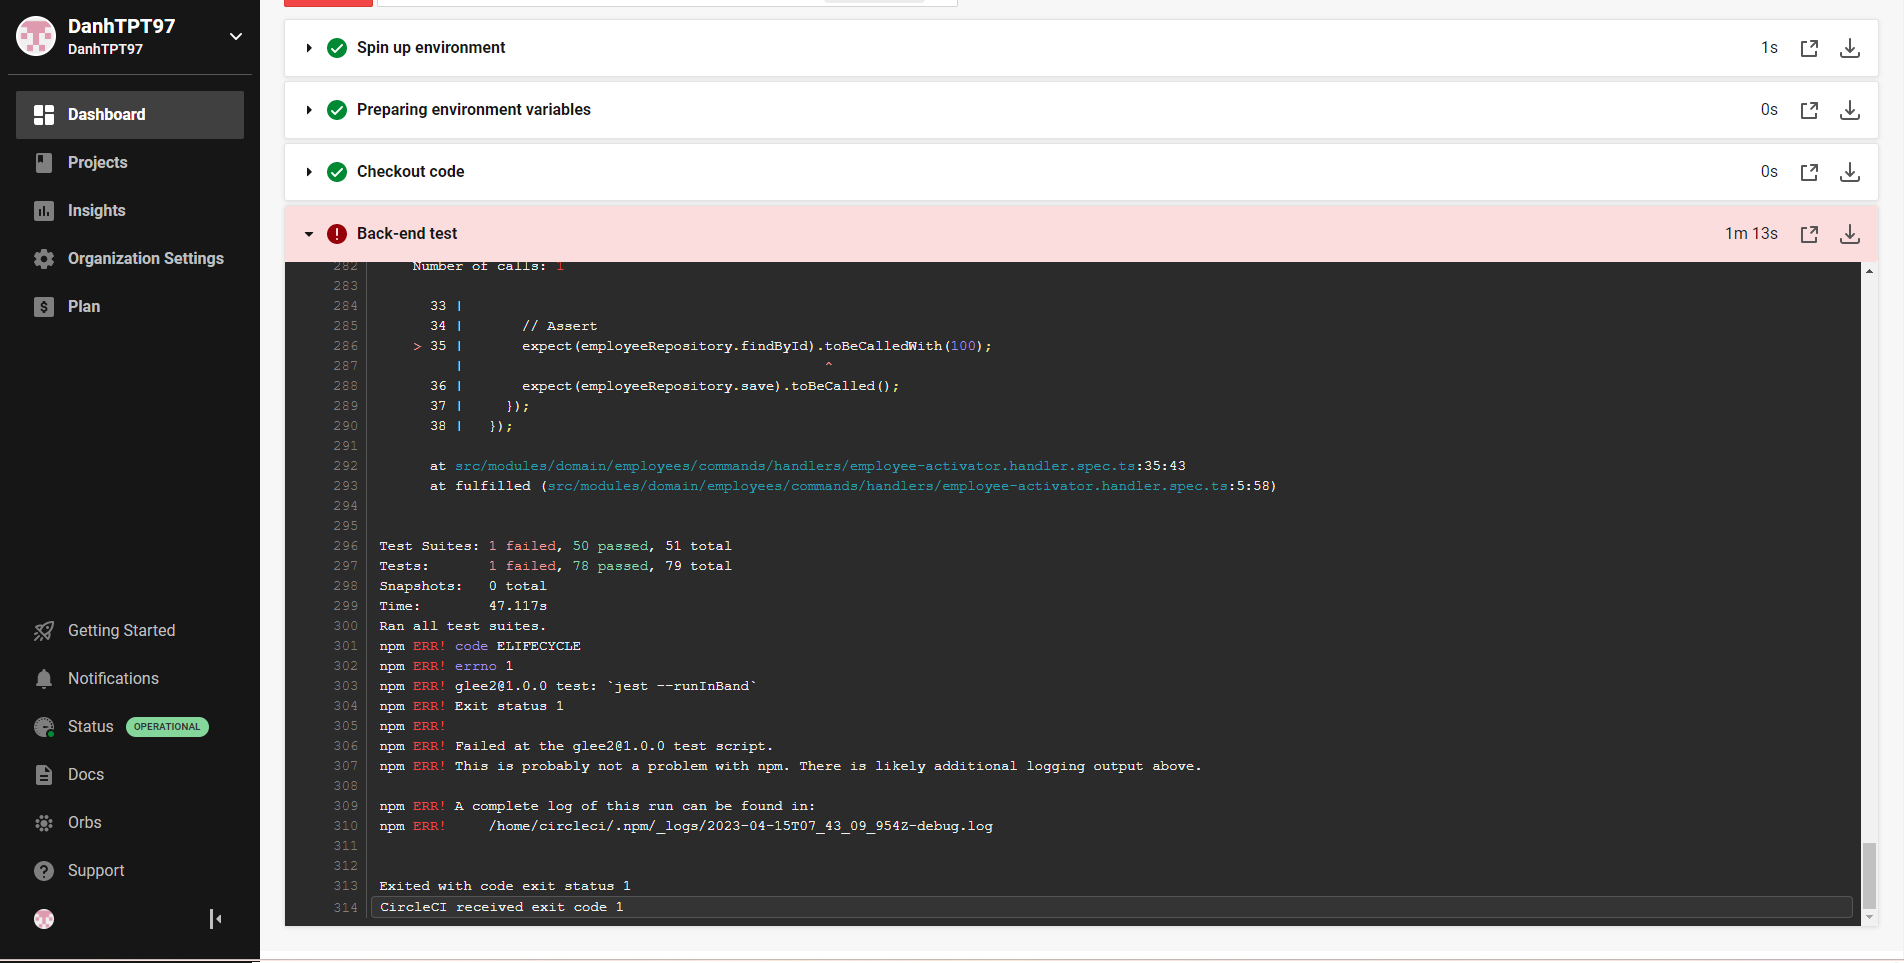 DanhTPT97
DanhTPT97
Dashboard
Projects
Insights
Organization Settings
Plan
Getting Started
Notifications
Status OPERATIONAL
Docs
Orbs
Support
Spin up environment 1s
Preparing environment variables 0s
Checkout code 0s
Back-end test 1m 13s
282 Number of calls: 1
283
284 33 |
285 34 | // Assert
286 > 35 | expect(employeeRepository.findById).toBeCalledWith(100);
287 | ^
288 36 | expect(employeeRepository.save).toBeCalled();
289 37 | });
290 38 | });
291
292 at src/modules/domain/employees/commands/handlers/employee-activator.handler.spec.ts:35:43
293 at fulfilled (src/modules/domain/employees/commands/handlers/employee-activator.handler.spec.ts:5:58)
294
295
296 Test Suites: 1 failed, 50 passed, 51 total
297 Tests: 1 failed, 78 passed, 79 total
298 Snapshots: 0 total
299 Time: 47.117s
300 Ran all test suites.
301 npm ERR! code ELIFECYCLE
302 npm ERR! errno 1
303 npm ERR! glee2@1.0.0 test: `jest --runInBand`
304 npm ERR! Exit status 1
305 npm ERR!
306 npm ERR! Failed at the glee2@1.0.0 test script.
307 npm ERR! This is probably not a problem with npm. There is likely additional logging output above.
308
309 npm ERR! A complete log of this run can be found in:
310 npm ERR! /home/circleci/.npm/_logs/2023-04-15T07_43_09_954Z-debug.log
311
312
313 Exited with code exit status 1
314 CircleCI received exit code 1